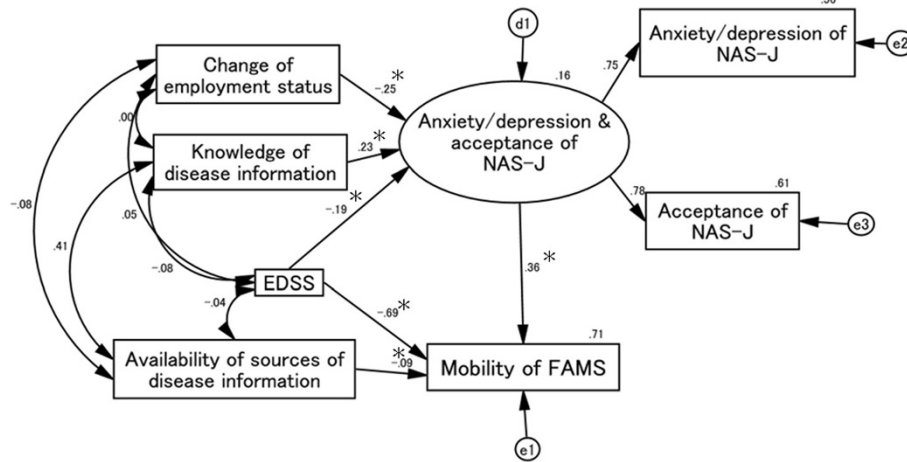 d1
Anxiety/depression of
NAS-J
e2
.75
Change of
employment status
-.25*
.16
Anxiety/depression &
acceptance of
NAS-J
.00
Knowledge of
disease information
.23*
-.19*
.78
.61
Acceptance of
NAS-J
e3
-.08
.41
.05
-.08
EDSS
-.04
-.69*
.36*
Availability of sources of
disease information
*
-.09
.71
Mobility of FAMS
e1